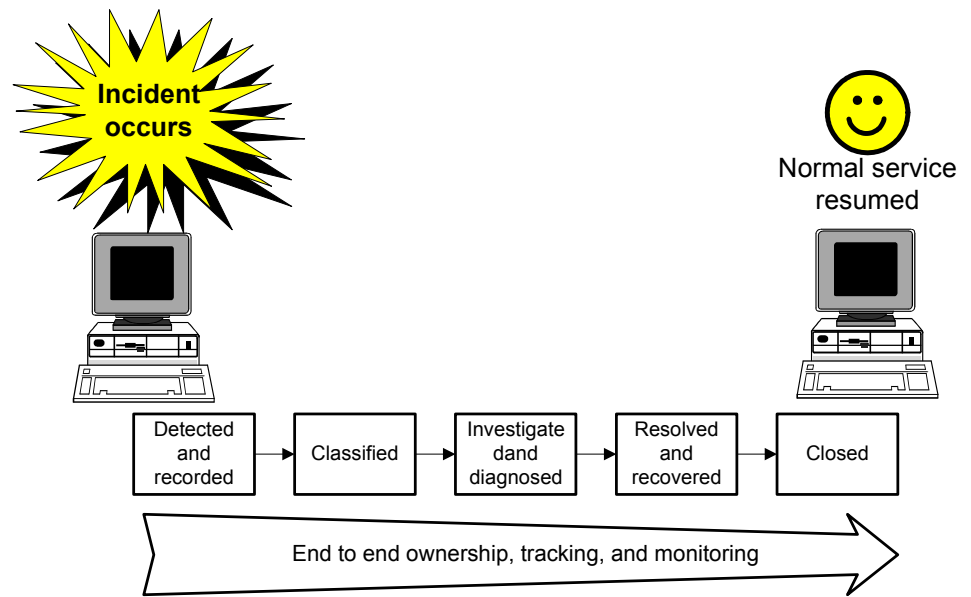 Incident
occurs
Normal service
resumed
Detected
and
recorded
Classified
Investigate
dand
diagnosed
Resolved
and
recovered
Closed
End to end ownership, tracking, and monitoring